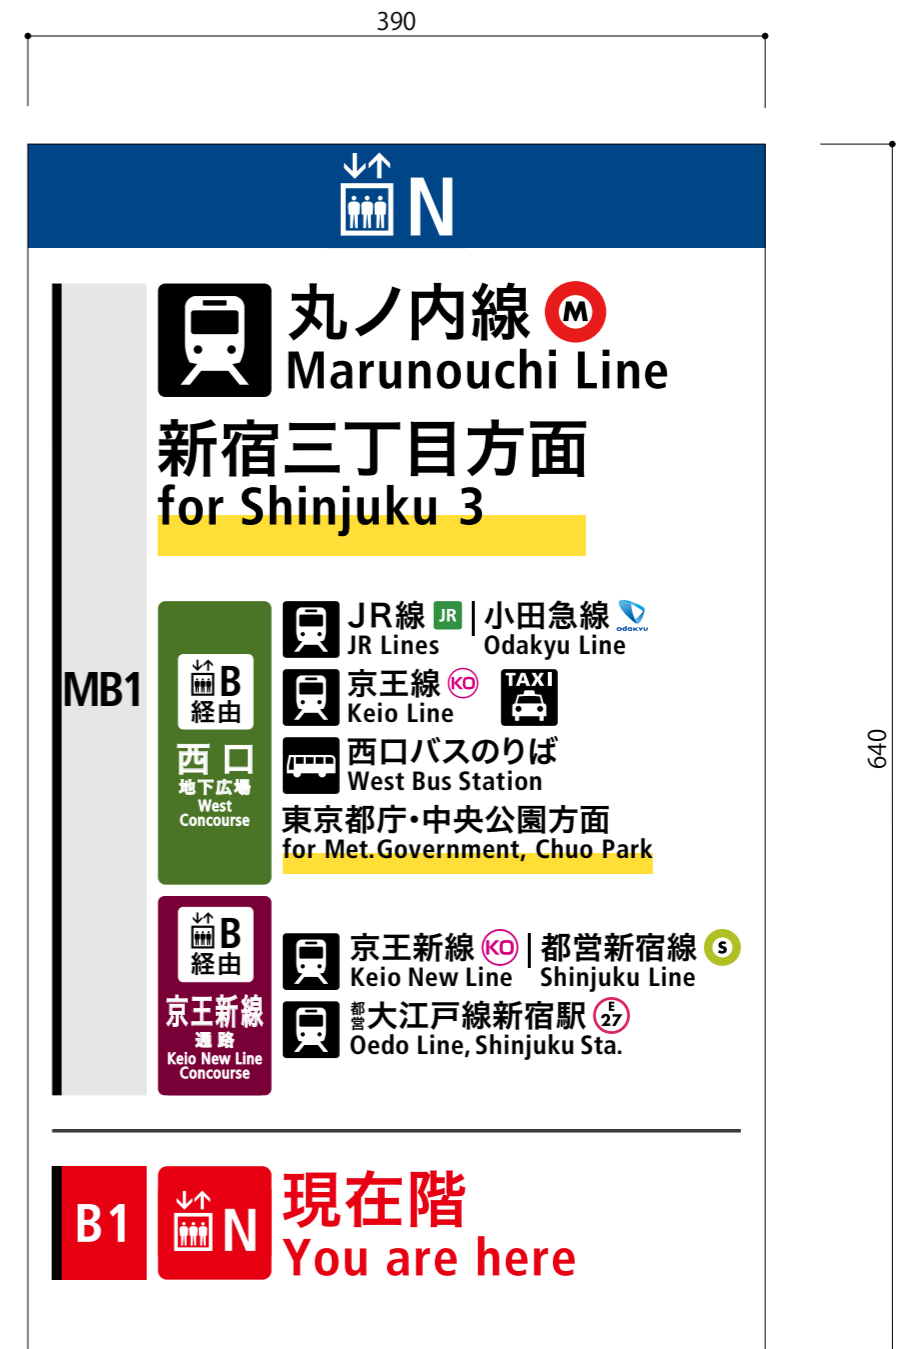 390
N
丸ノ内線 M
Marunouchi Line
新宿三丁目方面
for Shinjuku 3
MB1
B
経由
西口
地下広場
West
Concourse
JR線 JR | 小田急線 ODAKYU
JR Lines Odakyu Line
京王線 KO TAXI
Keio Line
西口バスのりば
West Bus Station
東京都庁・中央公園方面
for Met.Government, Chuo Park
B
経由
京王新線
通路
Keio New Line
Concourse
京王新線 KO | 都営新宿線 S
Keio New Line Shinjuku Line
都営大江戸線新宿駅 E 27
Oedo Line, Shinjuku Sta.
B1
N
現在階
You are here
640